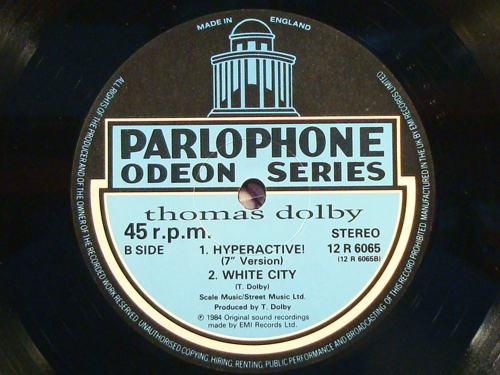 MADE IN ENGLAND
PARLOPHONE
ODEON SERIES
thomas dolby
45 r.p.m.
STEREO
B SIDE
1. HYPERACTIVE!
12 R 6065
(7" Version)
(12 R 6065B)
2. WHITE CITY
(T. Dolby)
Scale Music/Street Music Ltd.
Produced by T. Dolby
℗ 1984 Original sound recordings
made by EMI Records Ltd.
ALL RIGHTS OF THE PRODUCER AND OF THE OWNER OF THE RECORDED WORK RESERVED UNAUTHORISED COPYING, HIRING, RENTING, PUBLIC PERFORMANCE AND BROADCASTING OF THIS RECORD PROHIBITED MANUFACTURED IN THE UK BY EMI RECORDS LIMITED